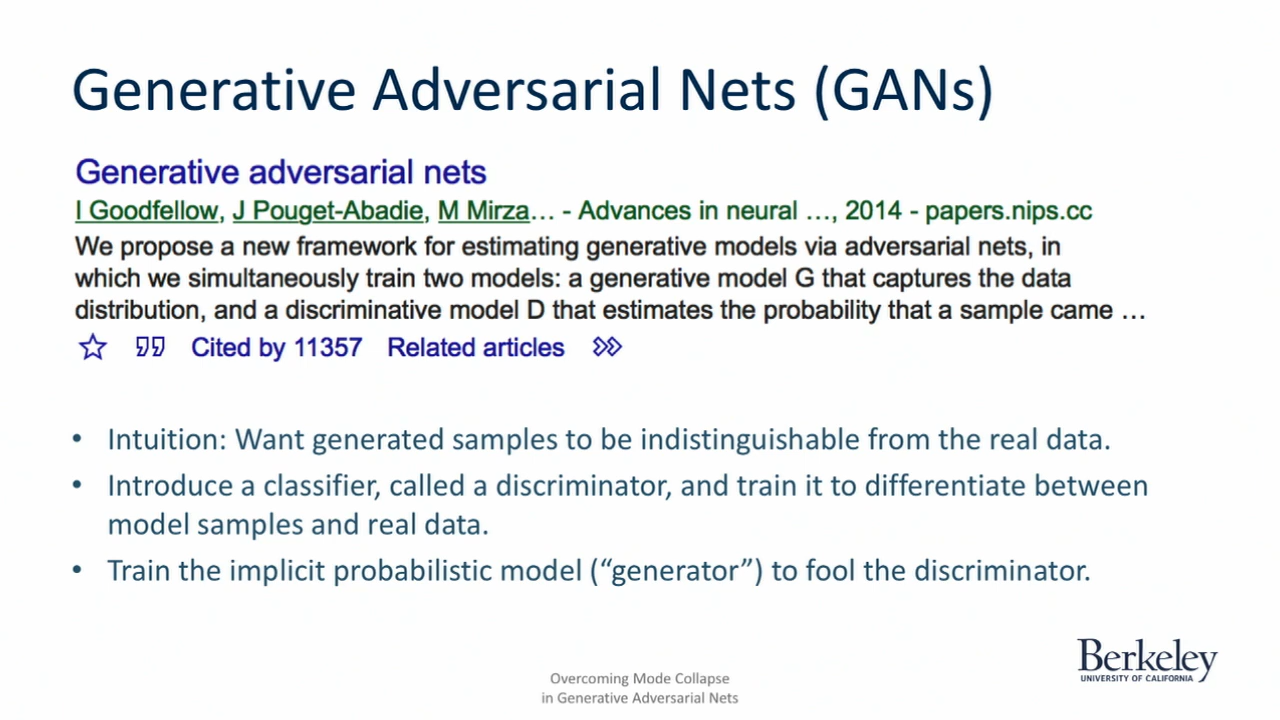 Generative Adversarial Nets (GANs)
Generative adversarial nets
I Goodfellow, J Pouget-Abadie, M Mirza… - Advances in neural …, 2014 - papers.nips.cc
We propose a new framework for estimating generative models via adversarial nets, in
which we simultaneously train two models: a generative model G that captures the data
distribution, and a discriminative model D that estimates the probability that a sample came …
Cited by 11357 Related articles
• Intuition: Want generated samples to be indistinguishable from the real data.
• Introduce a classifier, called a discriminator, and train it to differentiate between
model samples and real data.
• Train the implicit probabilistic model (“generator”) to fool the discriminator.
Berkeley
UNIVERSITY OF CALIFORNIA
Overcoming Mode Collapse
in Generative Adversarial Nets